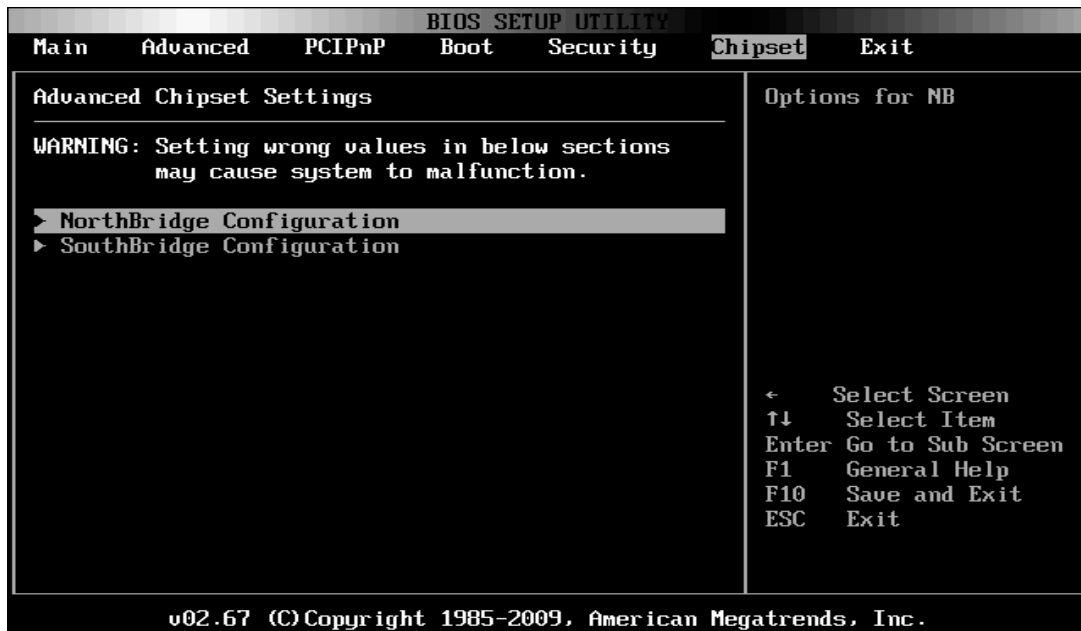 BIOS SETUP UTILITY
Main Advanced PCIPnP Boot Security Chipset Exit
Advanced Chipset Settings
WARNING: Setting wrong values in below sections
may cause system to malfunction.
▶ NorthBridge Configuration
▶ SouthBridge Configuration
Options for NB
← Select Screen
↑↓ Select Item
Enter Go to Sub Screen
F1 General Help
F10 Save and Exit
ESC Exit
v02.67 (C)Copyright 1985-2009, American Megatrends, Inc.